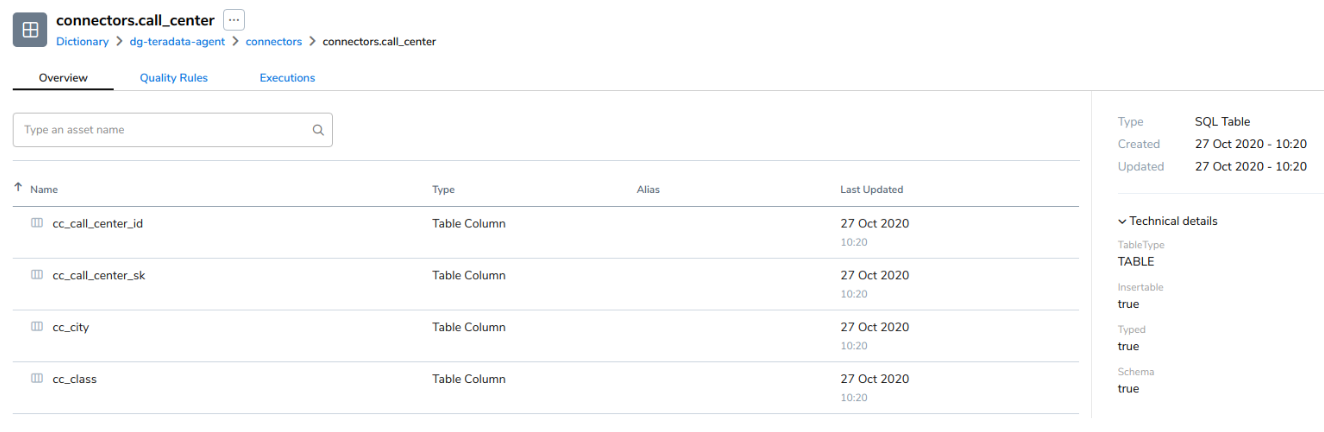 connectors.call_center ...
Dictionary > dg-teradata-agent > connectors > connectors.call_center
Overview Quality Rules Executions
Type an asset name
Name Type Alias Last Updated
cc_call_center_id Table Column 27 Oct 2020
10:20
cc_call_center_sk Table Column 27 Oct 2020
10:20
cc_city Table Column 27 Oct 2020
10:20
cc_class Table Column 27 Oct 2020
10:20
Type SQL Table
Created 27 Oct 2020 - 10:20
Updated 27 Oct 2020 - 10:20
Technical details
TableType
TABLE
Insertable
true
Typed
true
Schema
true